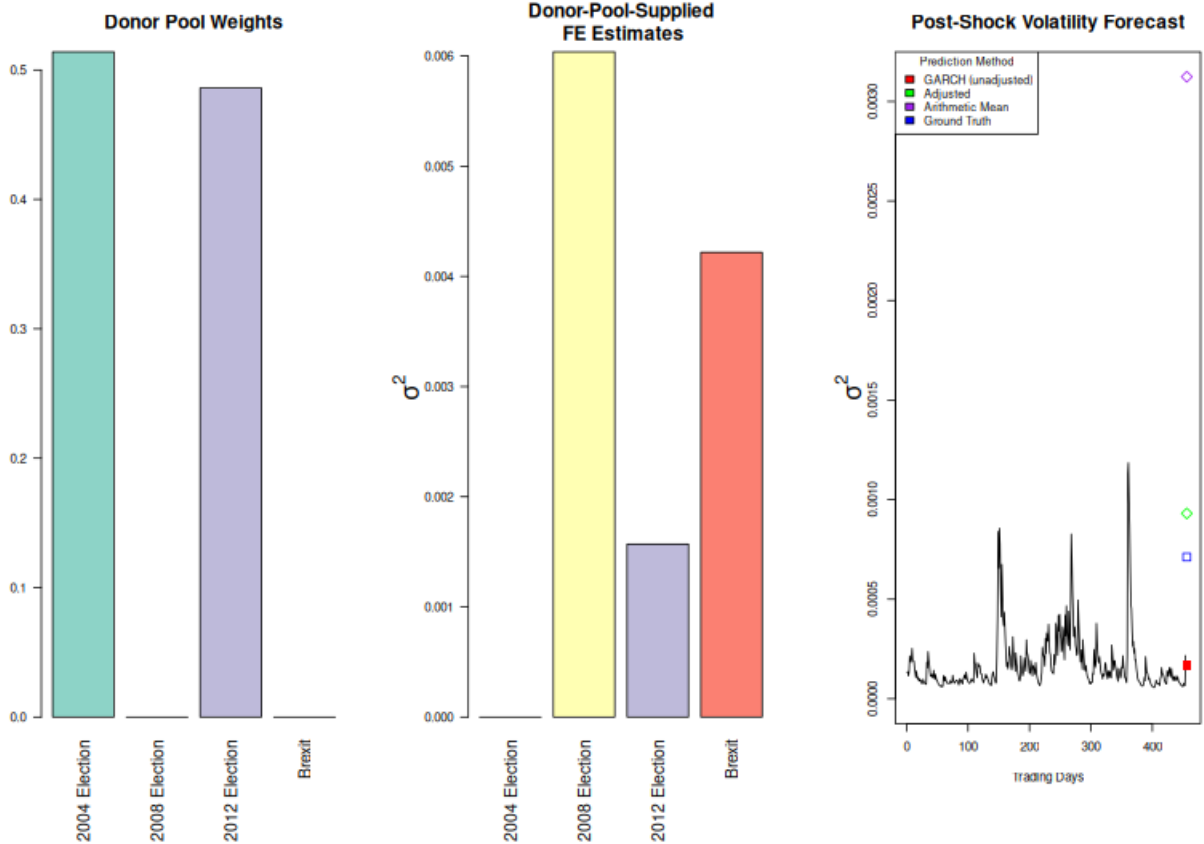 Donor Pool Weights
0.5
0.4
0.3
0.2
0.1
0.0
2004 Election
2008 Election
2012 Election
Brexit
Donor-Pool-Supplied
FE Estimates
σ²
0.006
0.005
0.004
0.003
0.002
0.001
0.000
2004 Election
2008 Election
2012 Election
Brexit
Post-Shock Volatility Forecast
Prediction Method
GARCH (unadjusted)
Adjusted
Arithmetic Mean
Ground Truth
σ²
0.0030
0.0025
0.0020
0.0015
0.0010
0.0005
0.0000
0
100
200
300
400
Trading Days